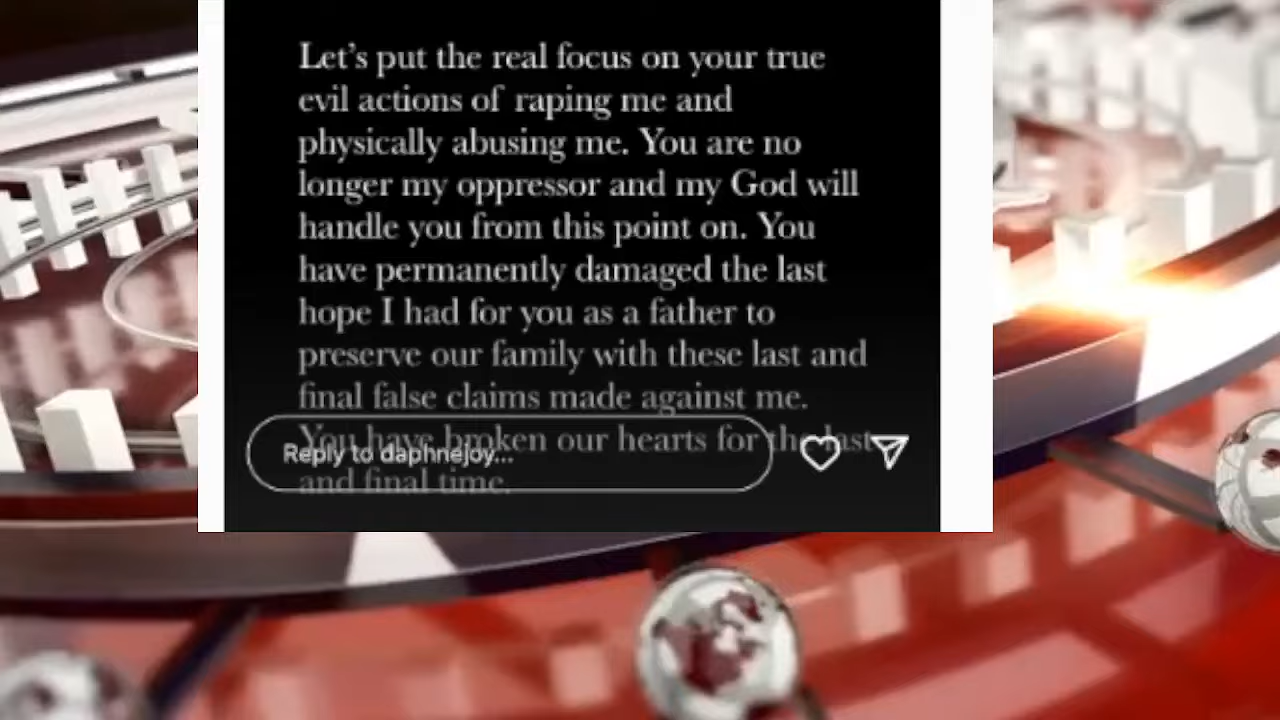 Let's put the real focus on your true
evil actions of raping me and
physically abusing me. You are no
longer my oppressor and my God will
handle you from this point on. You
have permanently damaged the last
hope I had for you as a father to
preserve our family with these last and
final false claims made against me.
You have broken our hearts for the last
Reply to daphnejoy...
and final time.